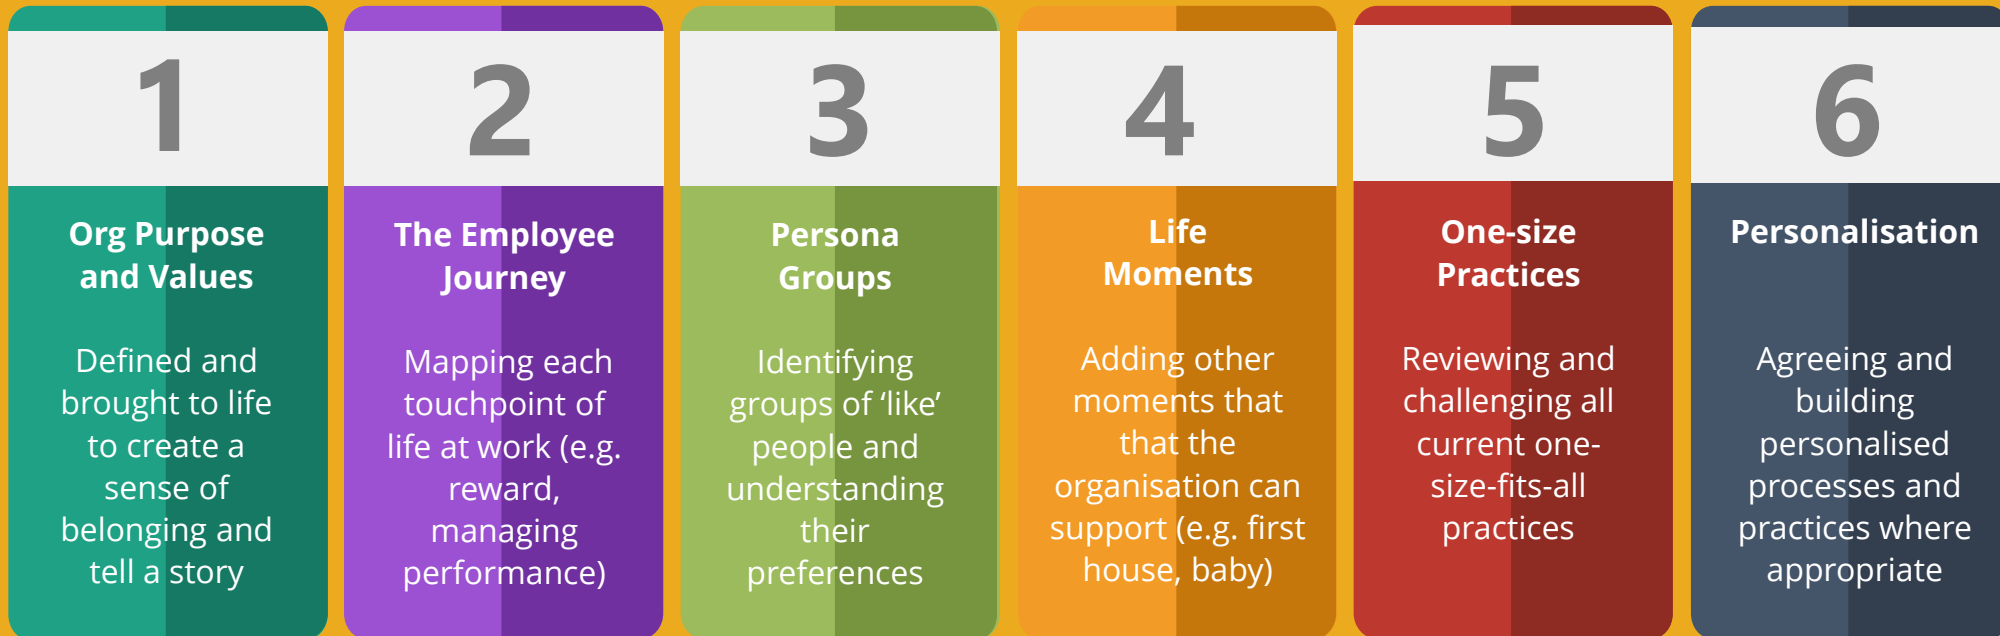 1
Org Purpose
and Values
Defined and
brought to life
to create a
sense of
belonging and
tell a story
2
The Employee
Journey
Mapping each
touchpoint of
life at work (e.g.
reward,
managing
performance)
3
Persona
Groups
Identifying
groups of ‘like’
people and
understanding
their
preferences
4
Life
Moments
Adding other
moments that
that the
organisation can
support (e.g. first
house, baby)
5
One-size
Practices
Reviewing and
challenging all
current one-
size-fits-all
practices
6
Personalisation
Agreeing and
building
personalised
processes and
practices where
appropriate